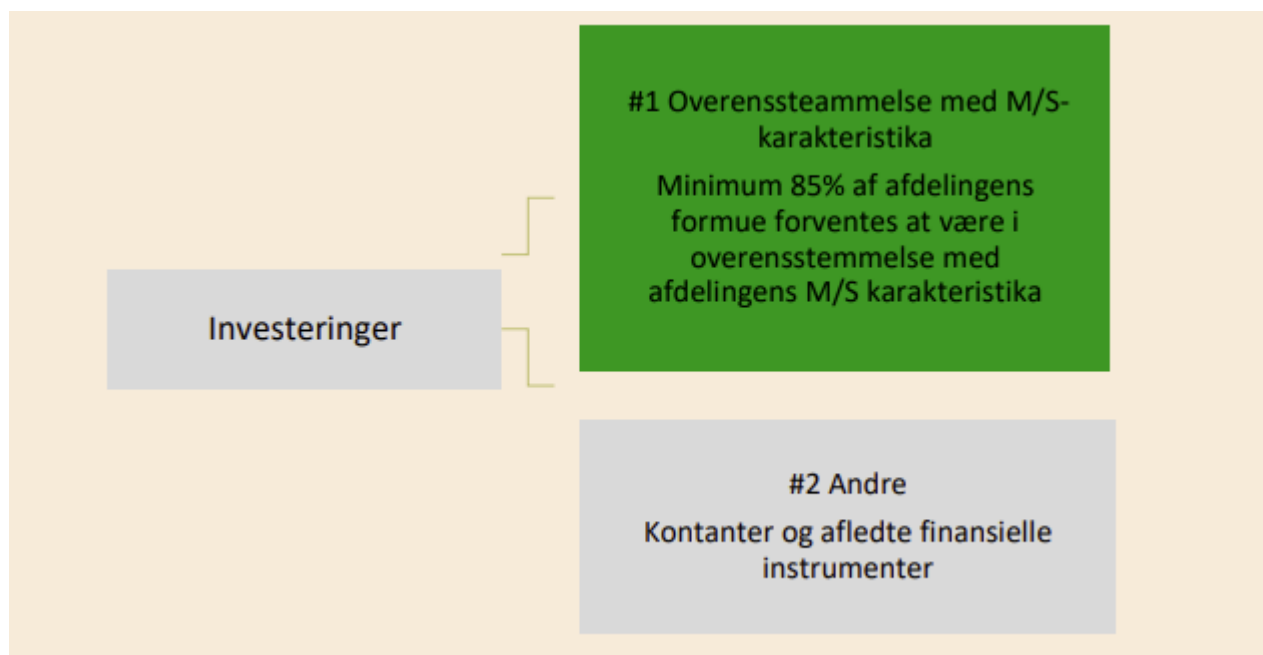 #1 Overenssteammelse med M/S-
karakteristika
Minimum 85% af afdelingens
formue forventes at være i
overensstemmelse med
afdelingens M/S karakteristika
Investeringer
#2 Andre
Kontanter og afledte finansielle
instrumenter